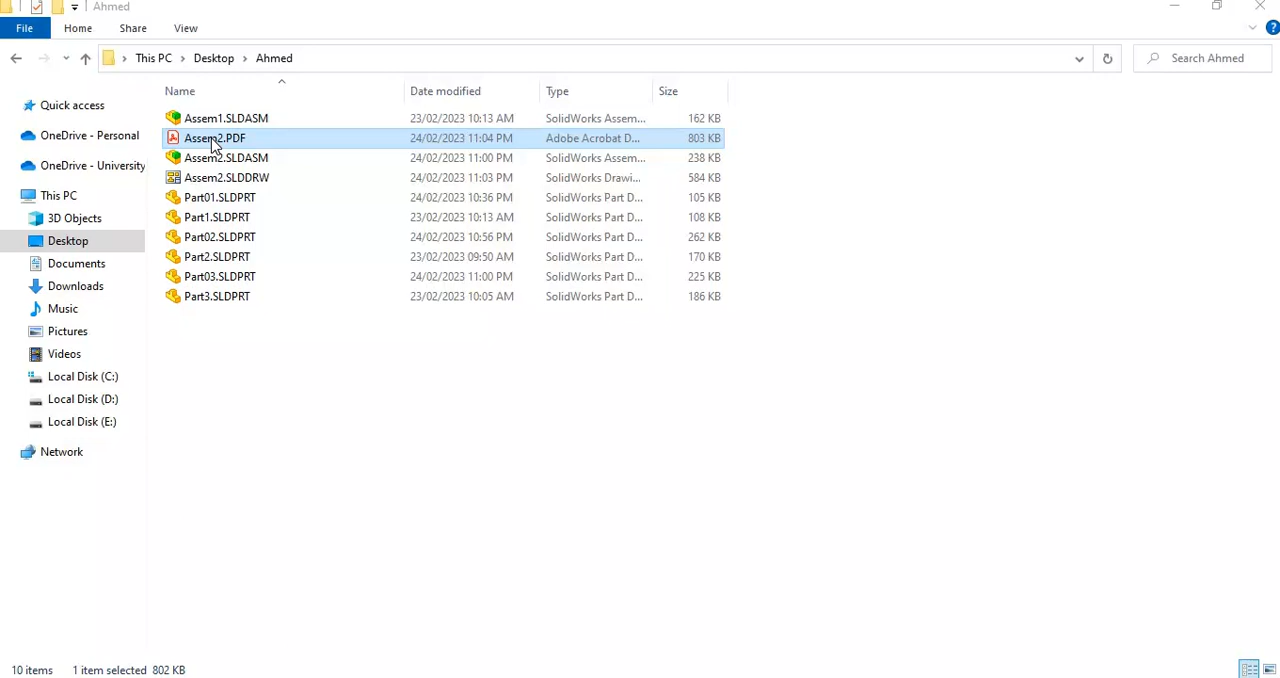 Ahmed
File Home Share View
This PC Desktop Ahmed Search Ahmed
Name Date modified Type Size
Quick access
OneDrive - Personal
OneDrive - University
This PC
3D Objects
Desktop
Documents
Downloads
Music
Pictures
Videos
Local Disk (C:)
Local Disk (D:)
Local Disk (E:)
Network
Assem1.SLDASM 23/02/2023 10:13 AM SolidWorks Assem... 162 KB
Assem2.PDF 24/02/2023 11:04 PM Adobe Acrobat D... 803 KB
Assem2.SLDASM 24/02/2023 11:00 PM SolidWorks Assem... 238 KB
Assem2.SLDDRW 24/02/2023 11:03 PM SolidWorks Drawi... 584 KB
Part01.SLDPRT 24/02/2023 10:36 PM SolidWorks Part D... 105 KB
Part1.SLDPRT 23/02/2023 10:13 AM SolidWorks Part D... 108 KB
Part02.SLDPRT 24/02/2023 10:56 PM SolidWorks Part D... 262 KB
Part2.SLDPRT 23/02/2023 09:50 AM SolidWorks Part D... 170 KB
Part03.SLDPRT 24/02/2023 11:00 PM SolidWorks Part D... 225 KB
Part3.SLDPRT 23/02/2023 10:05 AM SolidWorks Part D... 186 KB
10 items 1 item selected 802 KB